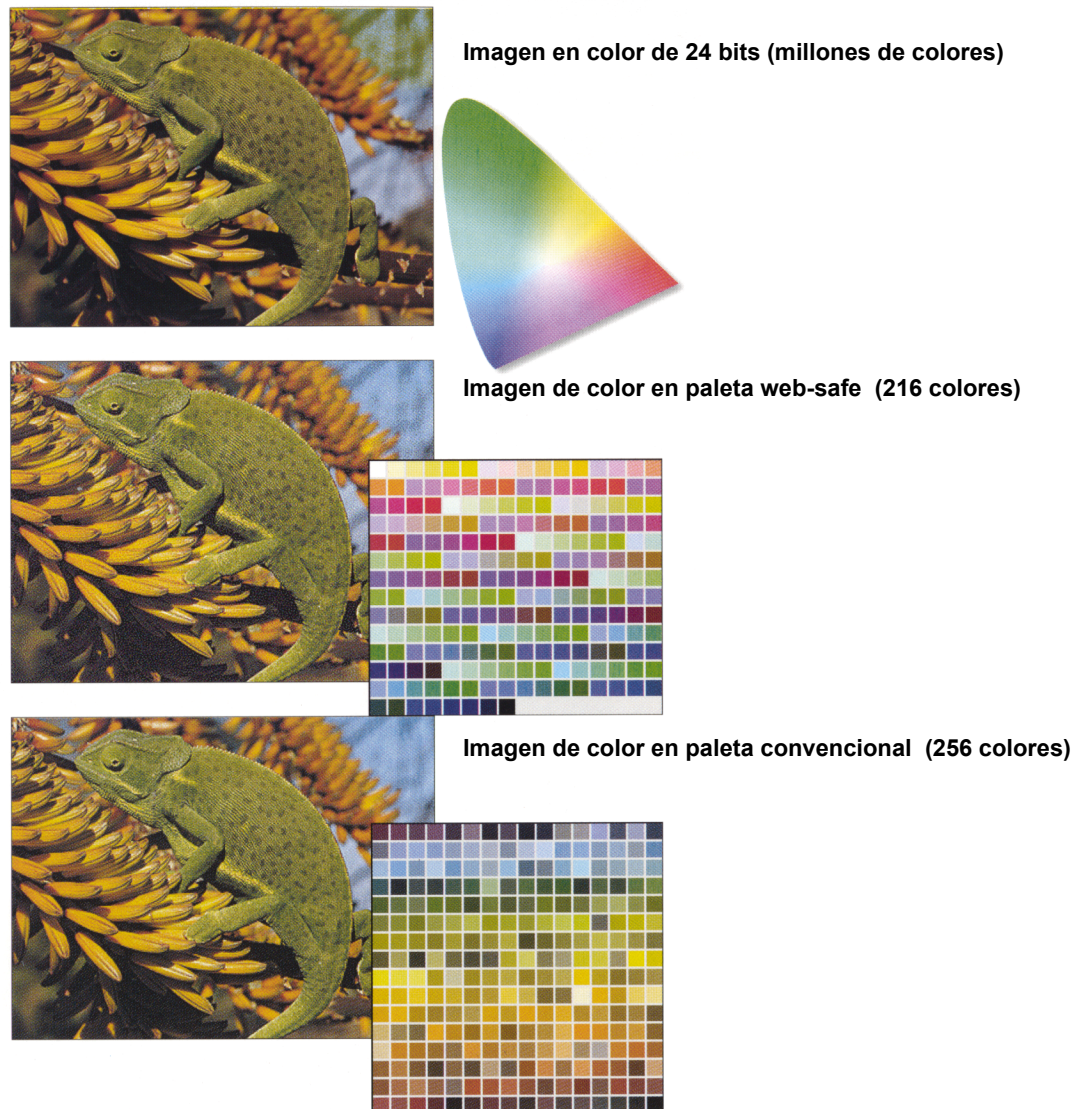 Imagen en color de 24 bits (millones de colores)
Imagen de color en paleta web-safe (216 colores)
Imagen de color en paleta convencional (256 colores)